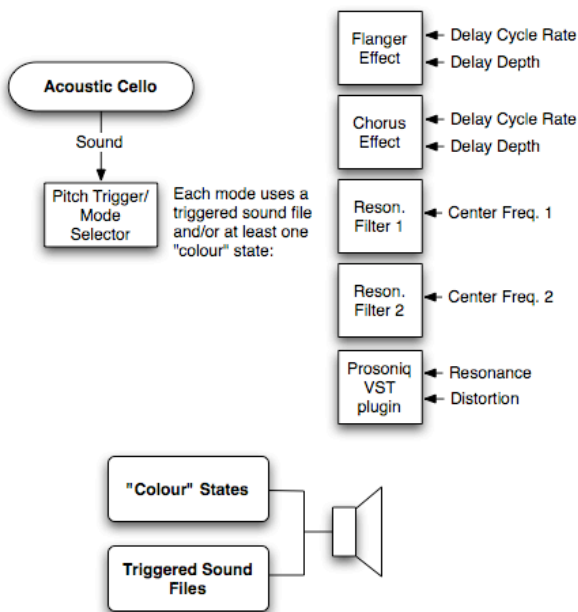 Acoustic Cello
Sound
Pitch Trigger/
Mode
Selector
Each mode uses a
triggered sound file
and/or at least one
"colour" state:
Flanger
Effect
Delay Cycle Rate
Delay Depth
Chorus
Effect
Delay Cycle Rate
Delay Depth
Reson.
Filter 1
Center Freq. 1
Reson.
Filter 2
Center Freq. 2
Prosoniq
VST
plugin
Resonance
Distortion
"Colour" States
Triggered Sound
Files